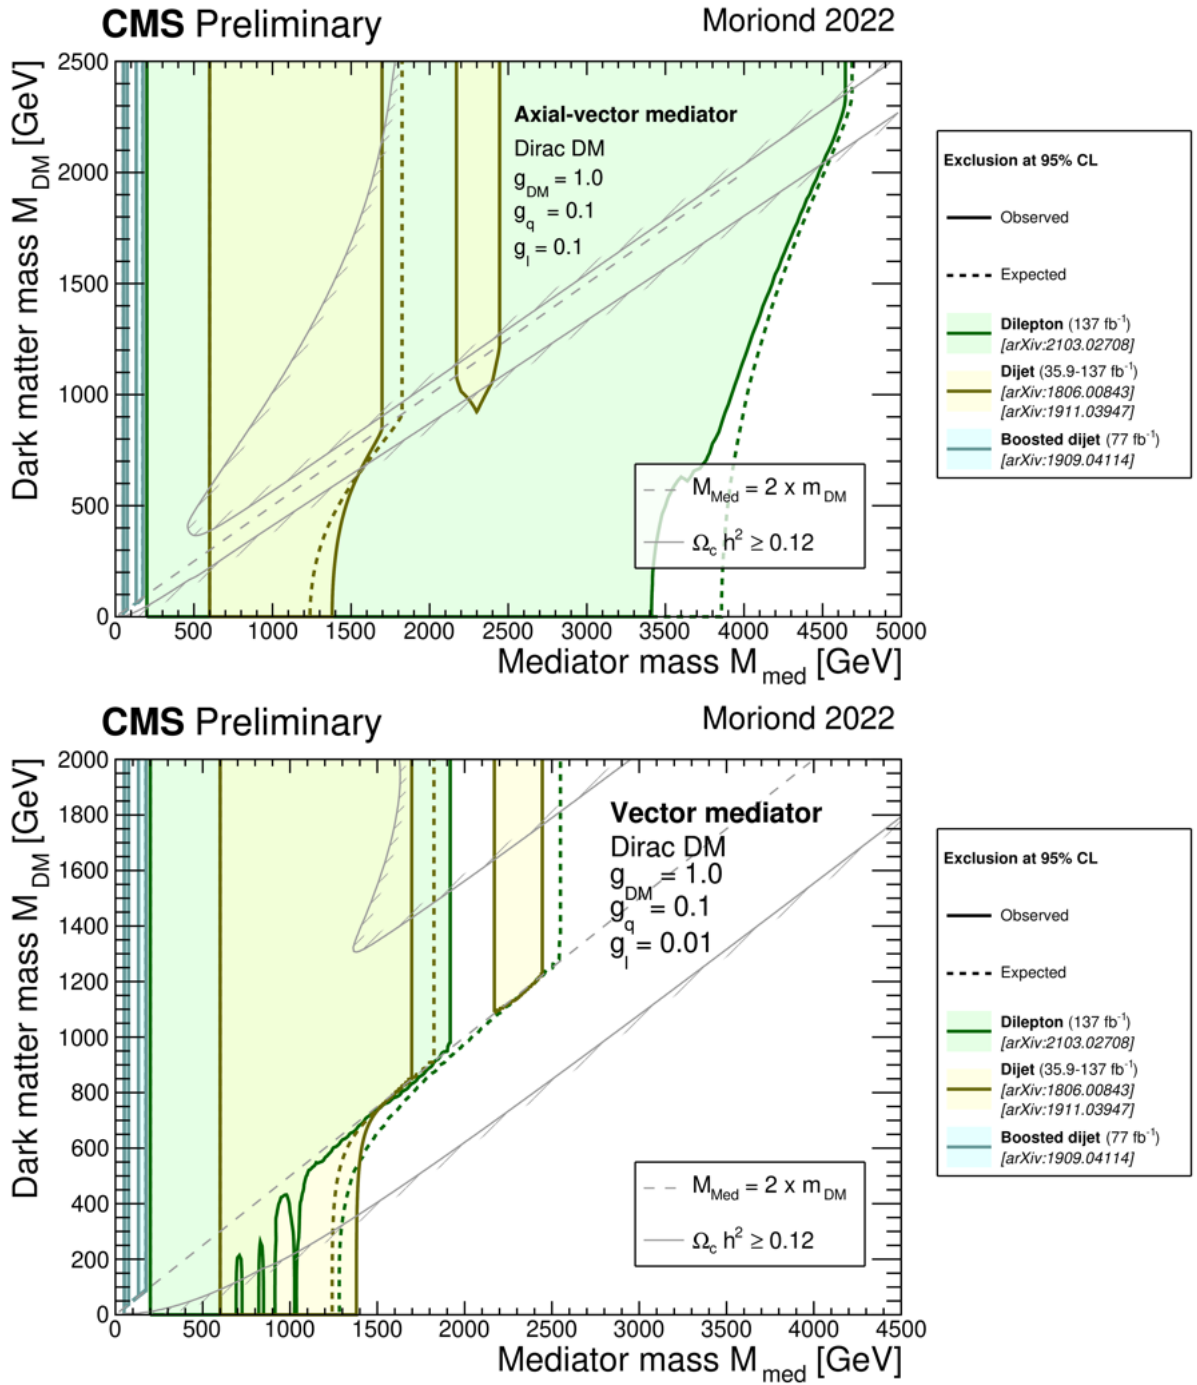 CMS Preliminary Moriond 2022
Dark matter mass M_DM [GeV]
2500
2000
1500
1000
500
0
Axial-vector mediator
Dirac DM
g_DM = 1.0
g_q = 0.1
g_l = 0.1
M_Med = 2 x m_DM
Ω_c h² ≥ 0.12
0 500 1000 1500 2000 2500 3000 3500 4000 4500 5000
Mediator mass M_med [GeV]
Exclusion at 95% CL
Observed
Expected
Dilepton (137 fb⁻¹)
[arXiv:2103.02708]
Dijet (35.9-137 fb⁻¹)
[arXiv:1806.00843]
[arXiv:1911.03947]
Boosted dijet (77 fb⁻¹)
[arXiv:1909.04114]
CMS Preliminary Moriond 2022
Dark matter mass M_DM [GeV]
2000
1800
1600
1400
1200
1000
800
600
400
200
0
Vector mediator
Dirac DM
g_DM = 1.0
g_q = 0.1
g_l = 0.01
M_Med = 2 x m_DM
Ω_c h² ≥ 0.12
0 500 1000 1500 2000 2500 3000 3500 4000 4500
Mediator mass M_med [GeV]
Exclusion at 95% CL
Observed
Expected
Dilepton (137 fb⁻¹)
[arXiv:2103.02708]
Dijet (35.9-137 fb⁻¹)
[arXiv:1806.00843]
[arXiv:1911.03947]
Boosted dijet (77 fb⁻¹)
[arXiv:1909.04114]